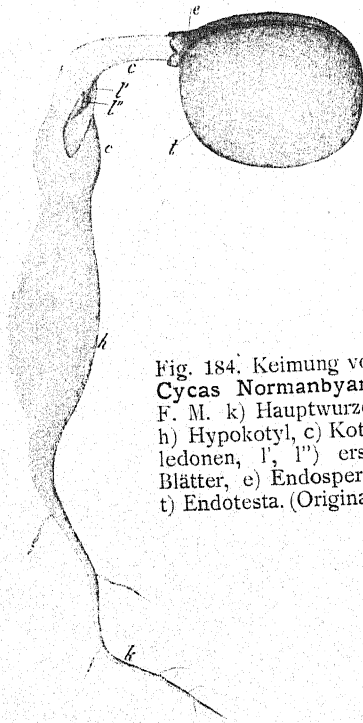 e
c
l'
l"
t
c
h
Fig. 184. Keimung vo
Cycas Normanbyan
F. M. k) Hauptwurze
h) Hypokotyl, c) Kot
ledonen, l', l") ers
Blätter, e) Endosper
t) Endotesta. (Origina
k